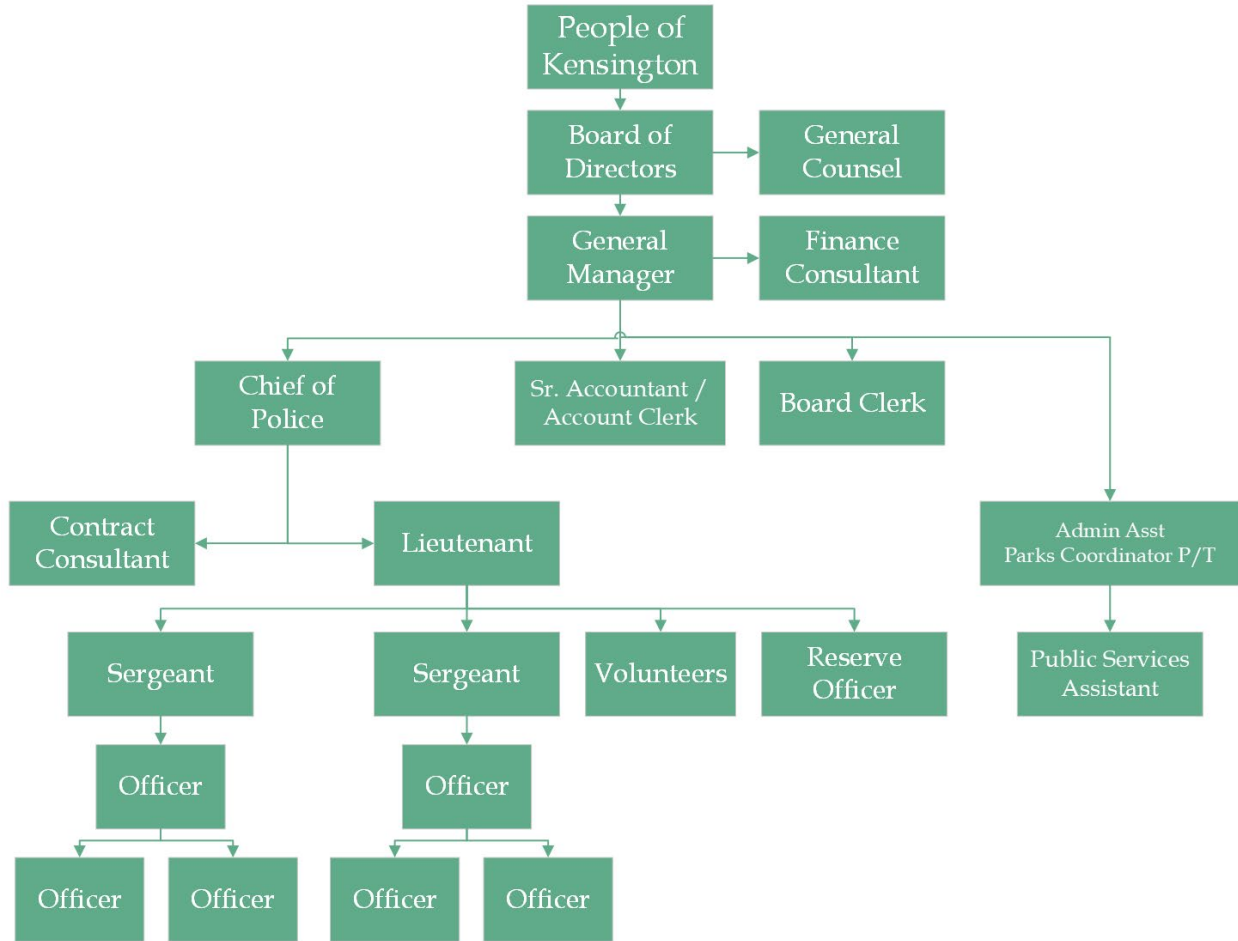 People of
Kensington
Board of
Directors
General
Counsel
General
Manager
Finance
Consultant
Chief of
Police
Sr. Accountant /
Account Clerk
Board Clerk
Contract
Consultant
Lieutenant
Admin Asst
Parks Coordinator P/T
Sergeant
Sergeant
Volunteers
Reserve
Officer
Public Services
Assistant
Officer
Officer
Officer
Officer
Officer
Officer